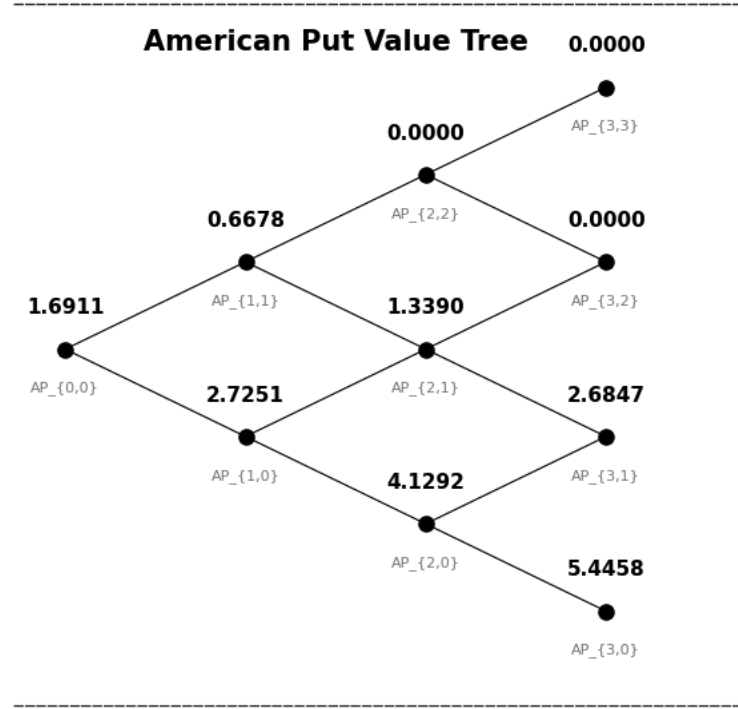 American Put Value Tree
0.0000
AP_{3,3}
0.0000
AP_{2,2}
0.6678
0.0000
AP_{1,1}
AP_{3,2}
1.6911
1.3390
AP_{0,0}
AP_{2,1}
2.7251
2.6847
AP_{1,0}
AP_{3,1}
4.1292
AP_{2,0}
5.4458
AP_{3,0}